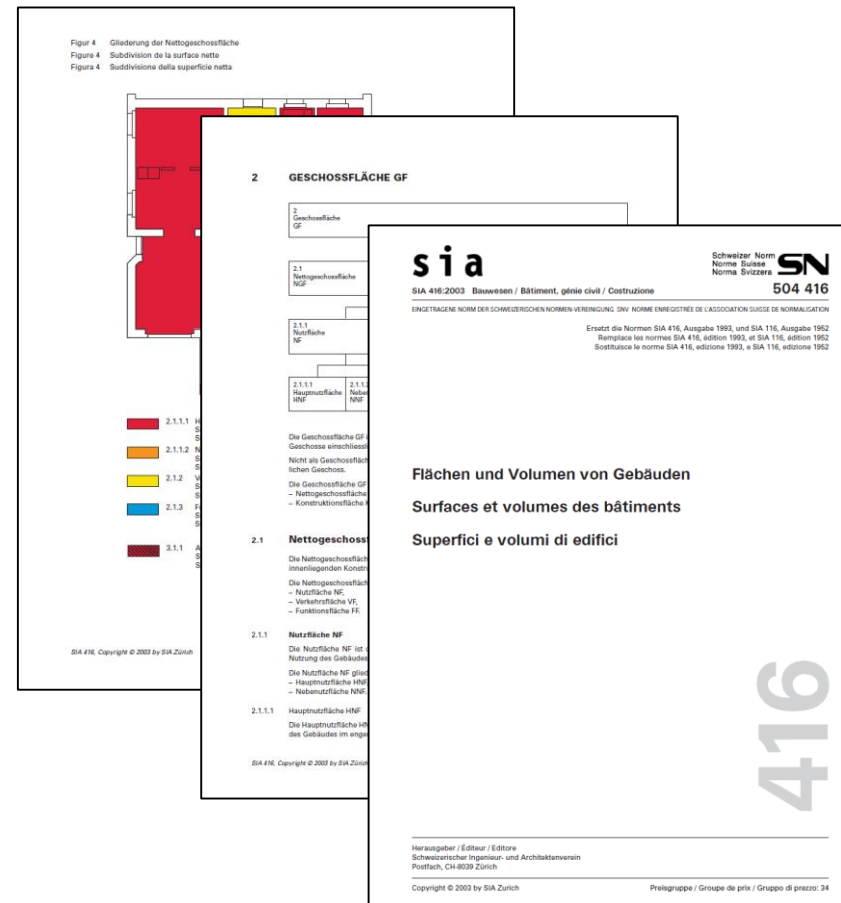 Figur 4 Gliederung der Nettogeschossfläche
Figure 4 Subdivision de la surface nette
Figura 4 Suddivisione della superficie netta
2.1.1.1 H
S
S
2.1.1.2 N
S
S
2.1.2 V
S
S
2.1.3 F
S
S
3.1.1 A
S
S
SIA 416, Copyright © 2003 by SIA Zürich
2 GESCHOSSFLÄCHE GF
2
Geschossfläche
GF
2.1
Nettogeschossfläche
NGF
2.1.1
Nutzfläche
NF
2.1.1.1
Hauptnutzfläche
HNF
2.1.1.2
Neben
NNF
Die Geschossfläche GF
Geschosse einschliessli
Nicht als Geschossfläch
lichen Geschoss.
Die Geschossfläche GF
– Nettogeschossfläche
– Konstruktionsfläche
2.1 Nettogeschoss
Die Nettogeschossfläch
innenliegenden Konstr
Die Nettogeschossfläch
– Nutzfläche NF,
– Verkehrsfläche VF,
– Funktionsfläche FF.
2.1.1 Nutzfläche NF
Die Nutzfläche NF ist
Nutzung des Gebäudes
Die Nutzfläche NF glied
– Hauptnutzfläche HNF
– Nebennutzfläche NNF.
2.1.1.1 Hauptnutzfläche HNF
Die Hauptnutzfläche HN
des Gebäudes im enge
SIA 416, Copyright © 2003 by SIA Zürich
sia
Schweizer Norm
Norme Suisse
Norma Svizzera
SN
SIA 416:2003 Bauwesen / Bâtiment, génie civil / Costruzione
504 416
EINGETRAGENE NORM DER SCHWEIZERISCHEN NORMEN-VEREINIGUNG SNV NORME ENREGISTRÉE DE L'ASSOCIATION SUISSE DE NORMALISATION
Ersetzt die Normen SIA 416, Ausgabe 1993, und SIA 116, Ausgabe 1952
Remplace les normes SIA 416, édition 1993, et SIA 116, édition 1952
Sostituisce le norme SIA 416, edizione 1993, e SIA 116, edizione 1952
Flächen und Volumen von Gebäuden
Surfaces et volumes des bâtiments
Superfici e volumi di edifici
416
Herausgeber / Éditeur / Editore
Schweizerischer Ingenieur- und Architektenverein
Postfach, CH-8039 Zürich
Copyright © 2003 by SIA Zurich
Preisgruppe / Groupe de prix / Gruppo di prezzo: 34